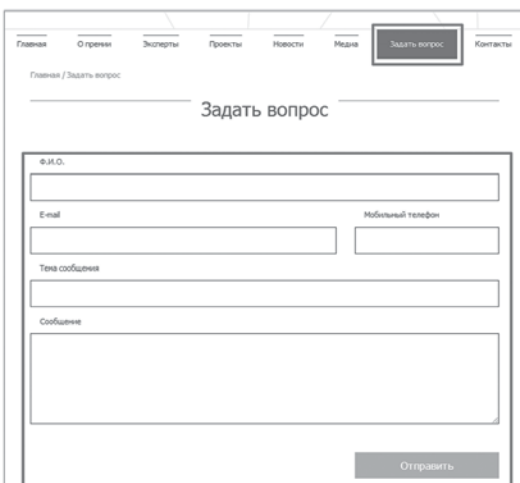 Главная О премии Эксперты Проекты Новости Медиа Задать вопрос Контакты
Главная / Задать вопрос
Задать вопрос
Ф.И.О.
E-mail Мобильный телефон
Тема сообщения
Сообщение
Отправить